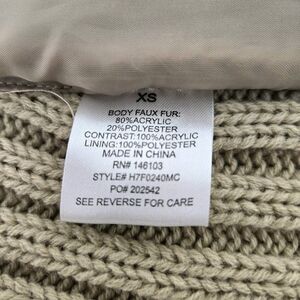 XS
BODY FAUX FUR:
80%ACRYLIC
20%POLYESTER
CONTRAST:100%ACRYLIC
LINING:100%POLYESTER
MADE IN CHINA
RN# 146103
STYLE# H7F0240MC
PO# 202542
SEE REVERSE FOR CARE